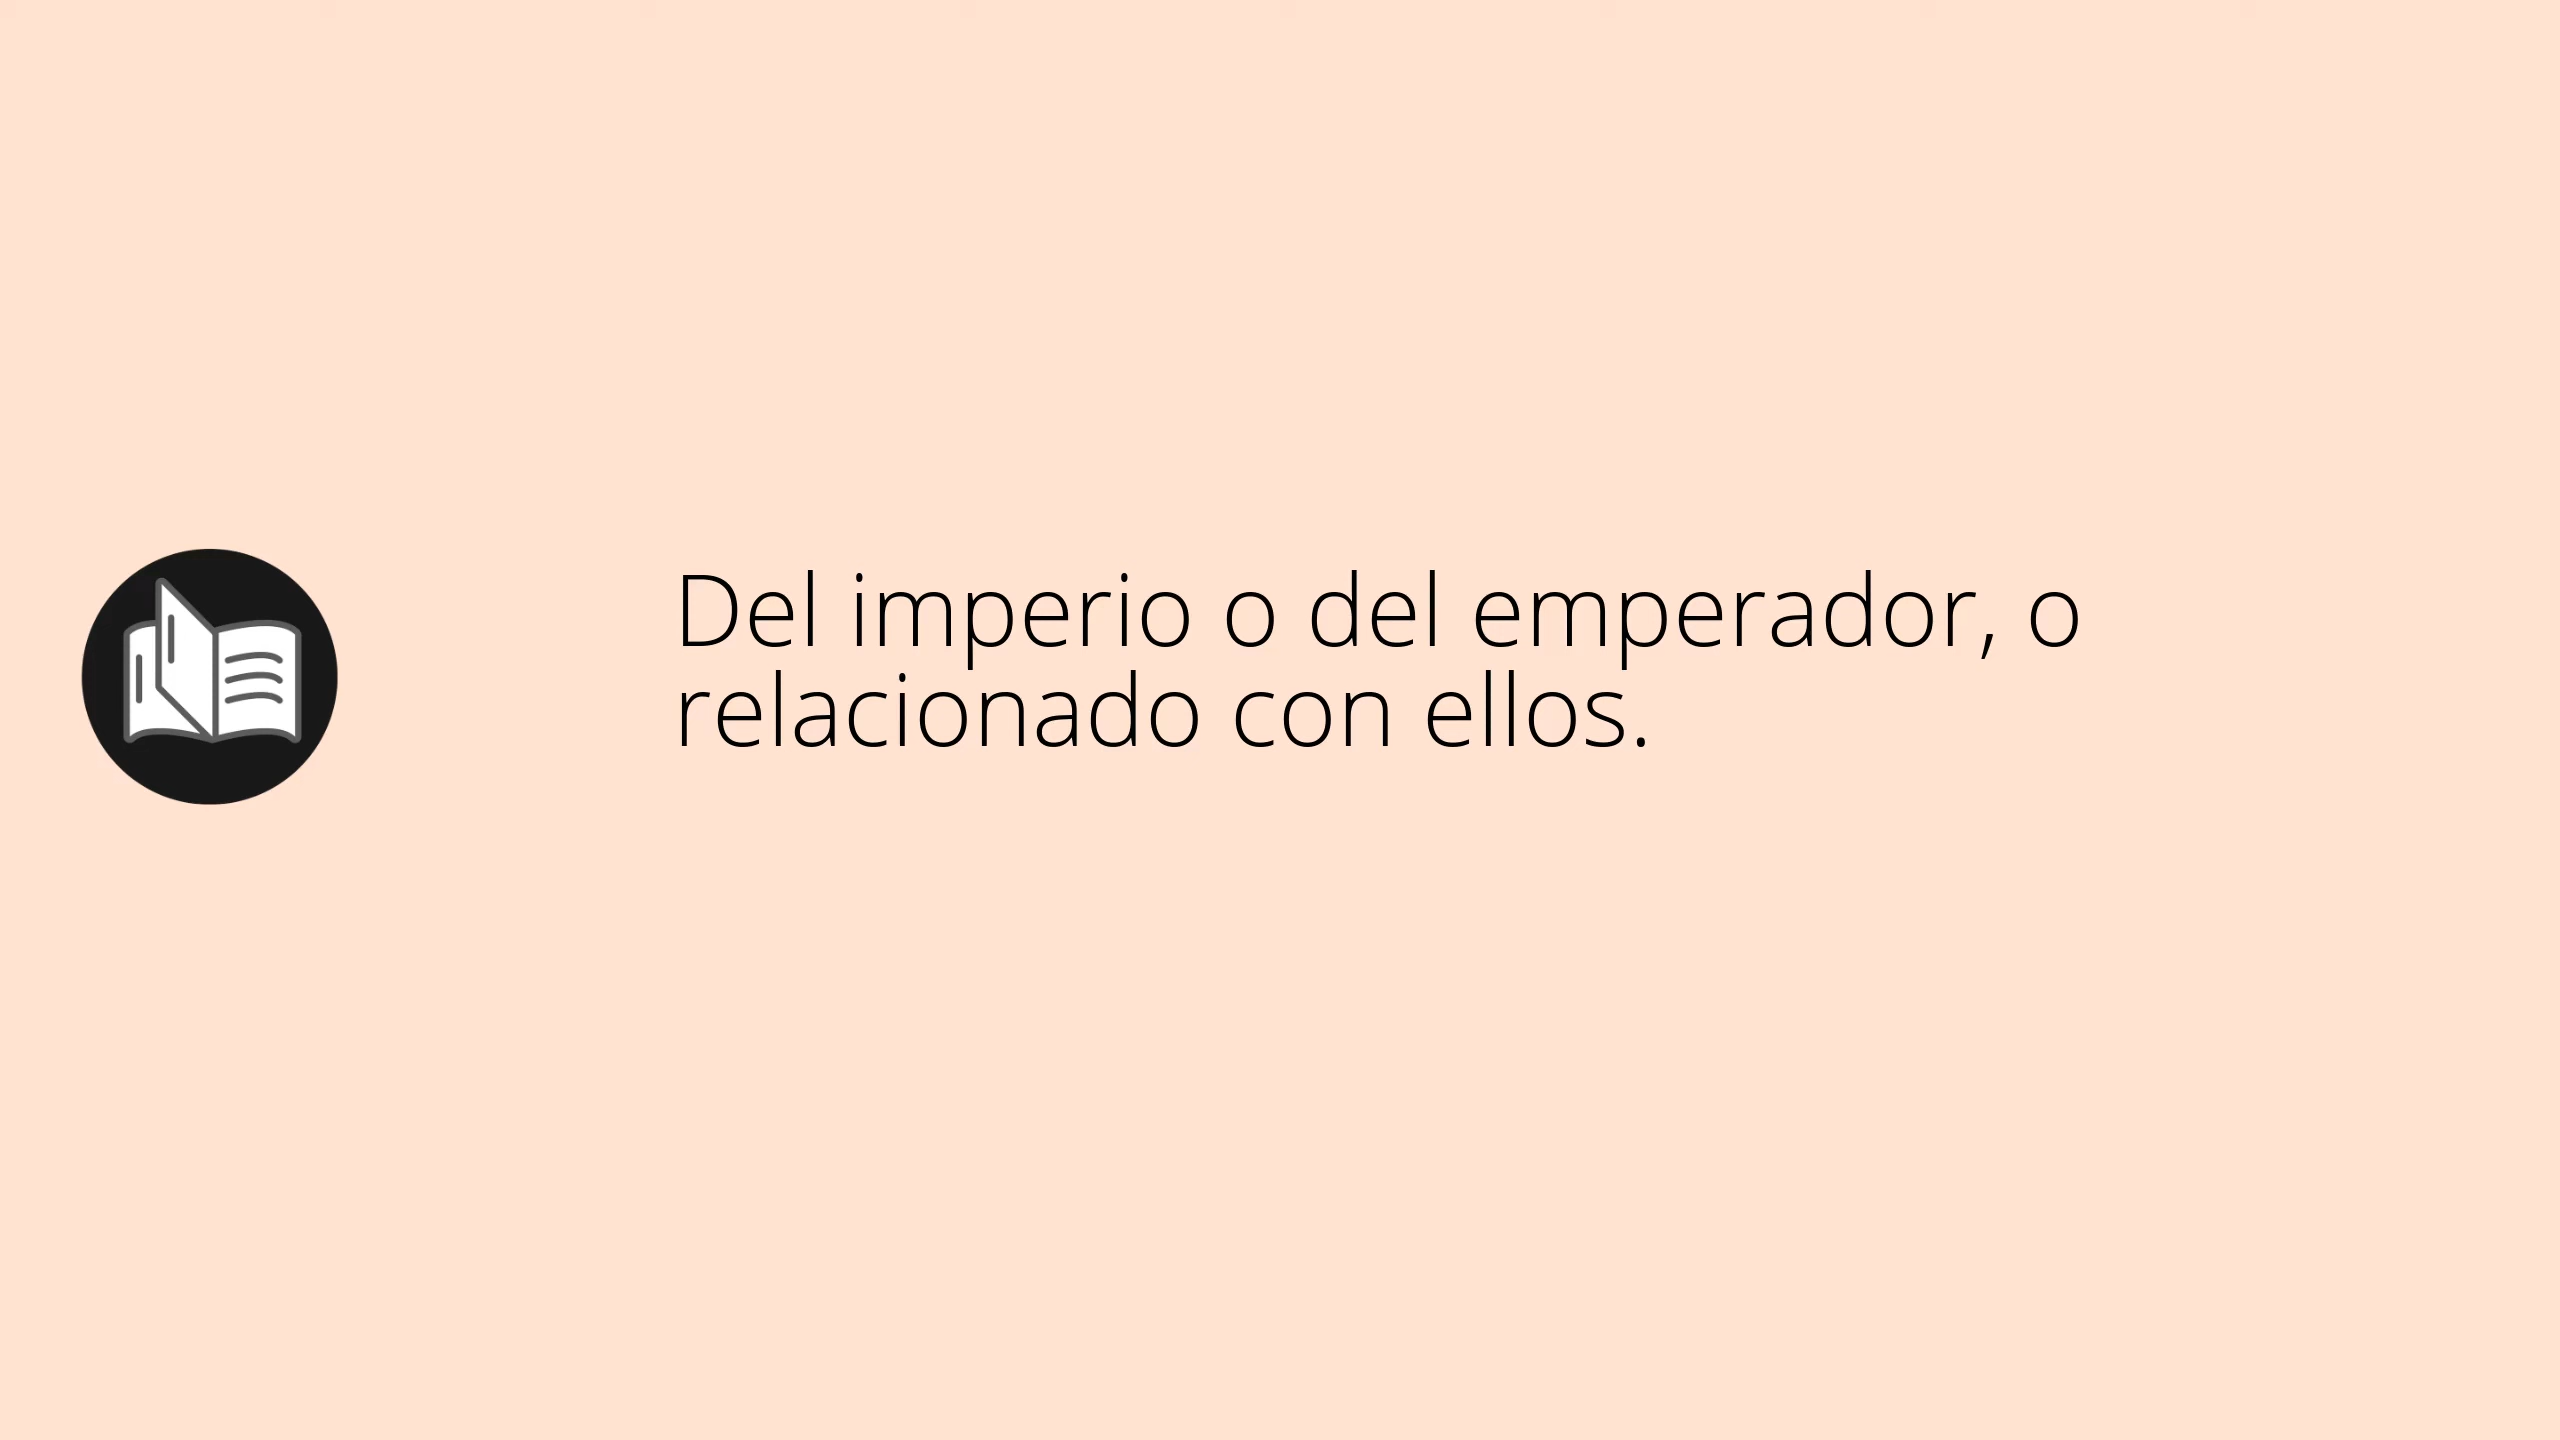 Del imperio o del emperador, o
relacionado con ellos.